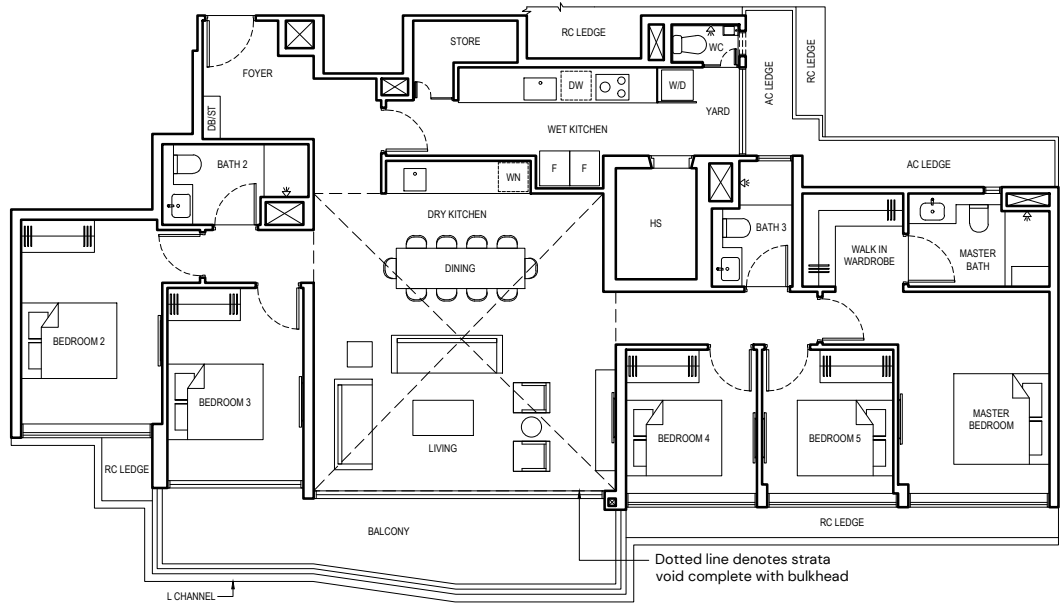 RC LEDGE
STORE
WC
FOYER
DW
W/D
AC LEDGE
RC LEDGE
DB/ST
WET KITCHEN
YARD
BATH 2
F
F
AC LEDGE
WN
DRY KITCHEN
HS
BATH 3
WALK IN
WARDROBE
MASTER
BATH
DINING
BEDROOM 2
BEDROOM 3
LIVING
BEDROOM 4
BEDROOM 5
MASTER
BEDROOM
RC LEDGE
BALCONY
RC LEDGE
Dotted line denotes strata
void complete with bulkhead
L CHANNEL